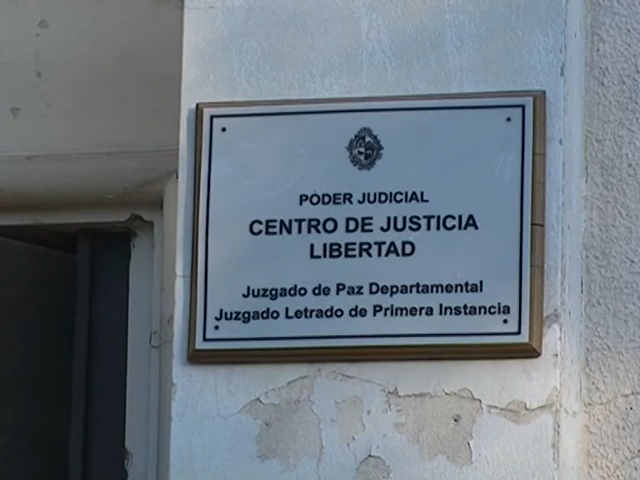 PODER JUDICIAL
CENTRO DE JUSTICIA
LIBERTAD
Juzgado de Paz Departamental
Juzgado Letrado de Primera Instancia